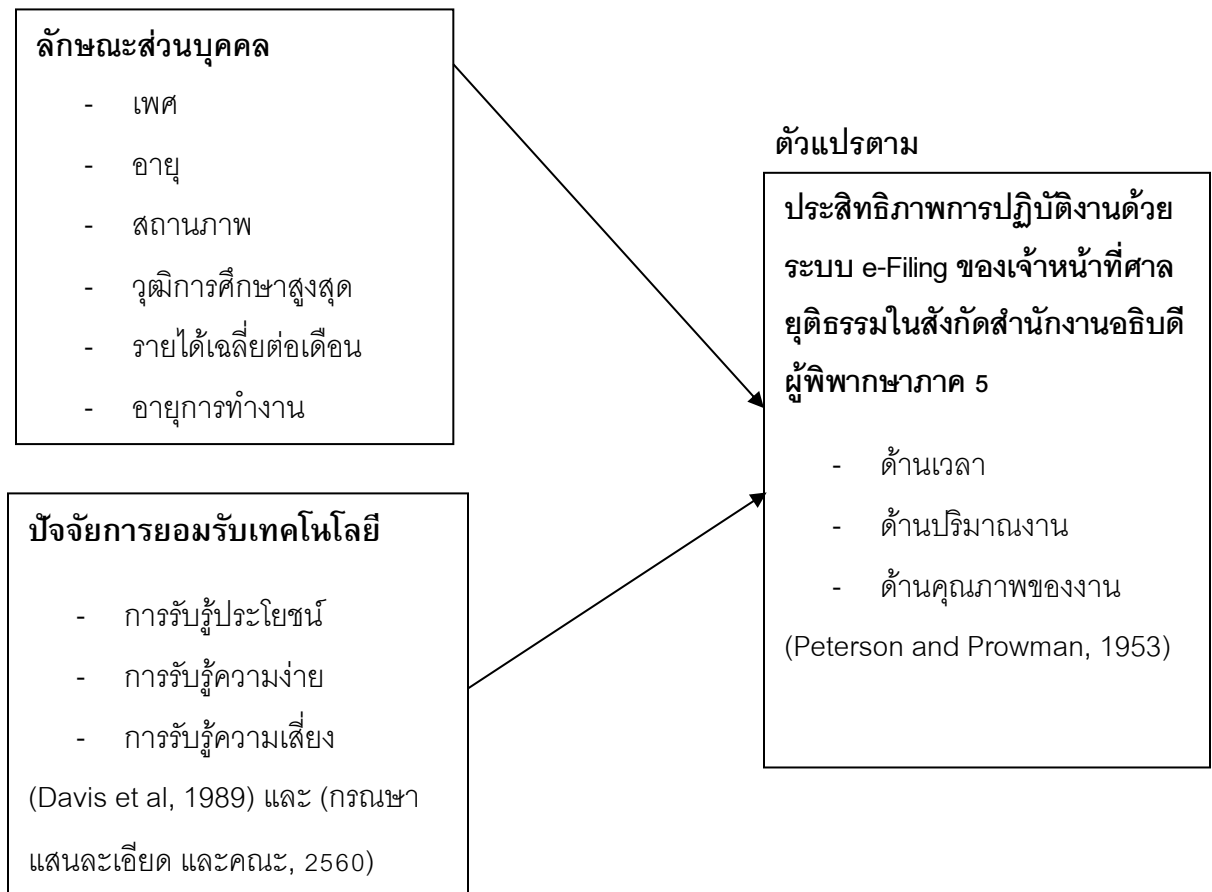 ลักษณะส่วนบุคคล
- เพศ
- อายุ
- สถานภาพ
- วุฒิการศึกษาสูงสุด
- รายได้เฉลี่ยต่อเดือน
- อายุการทำงาน
ปัจจัยการยอมรับเทคโนโลยี
- การรับรู้ประโยชน์
- การรับรู้ความง่าย
- การรับรู้ความเสี่ยง
(Davis et al, 1989) และ (กรณษา
แสนละเอียด และคณะ, 2560)
ตัวแปรตาม
ประสิทธิภาพการปฏิบัติงานด้วย
ระบบ e-Filing ของเจ้าหน้าที่ศาล
ยุติธรรมในสังกัดสำนักงานอธิบดี
ผู้พิพากษาภาค 5
- ด้านเวลา
- ด้านปริมาณงาน
- ด้านคุณภาพของงาน
(Peterson and Prowman, 1953)